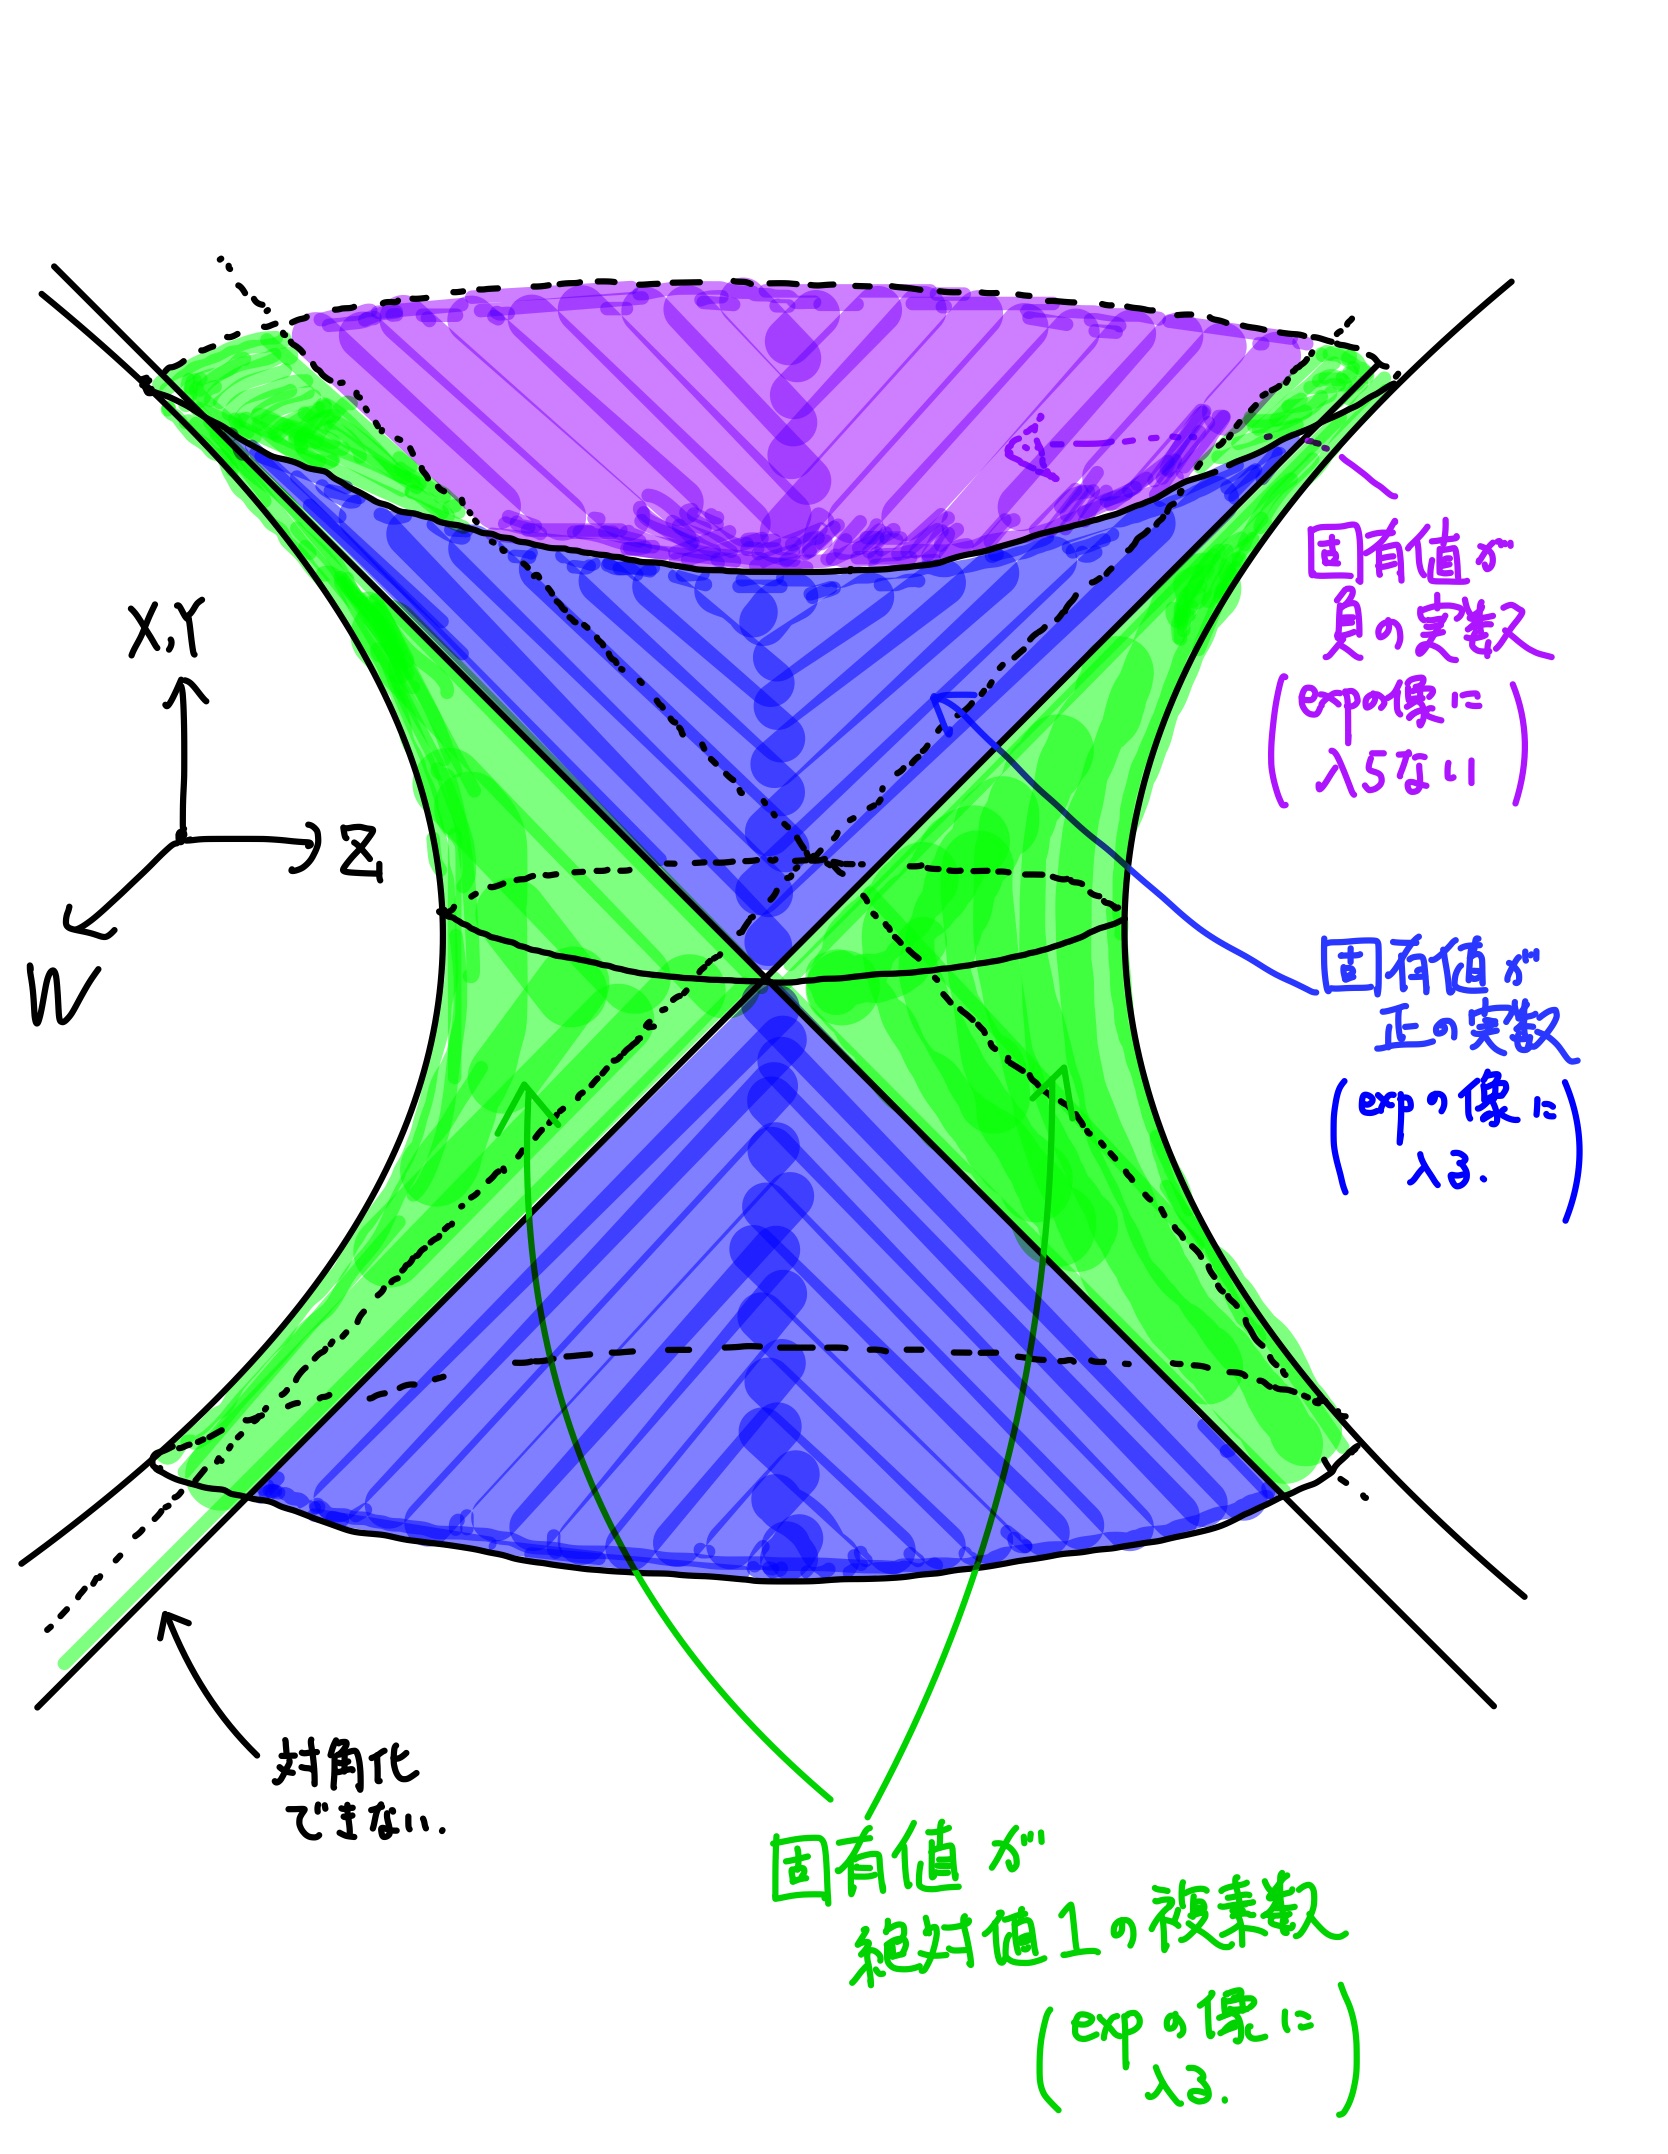 X,Y
Z
W
固有値が
負の実数
(expの像に
入らない)
固有値が
正の実数
(expの像に
入る.)
対角化
できない.
固有値が
絶対値1の複素数
(expの像に
入る.)